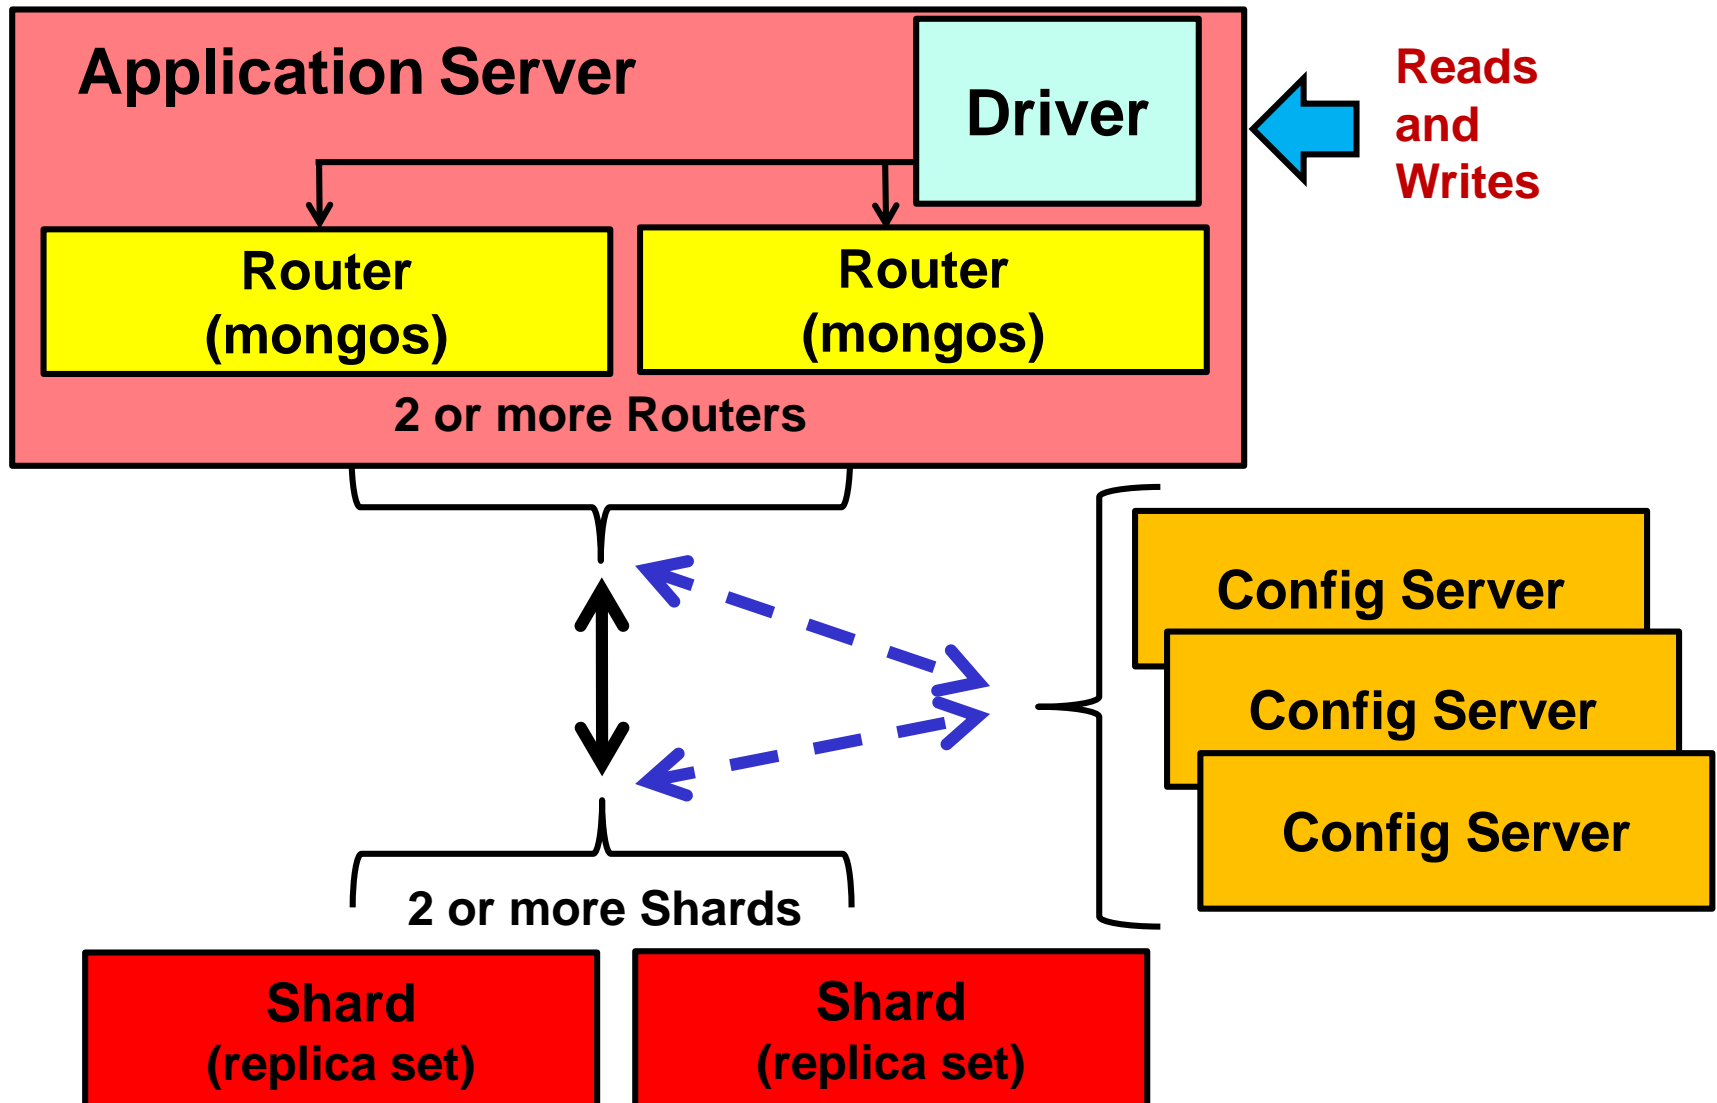 Application Server
Driver
Reads
and
Writes
Router
(mongos)
Router
(mongos)
2 or more Routers
Config Server
Config Server
Config Server
2 or more Shards
Shard
(replica set)
Shard
(replica set)